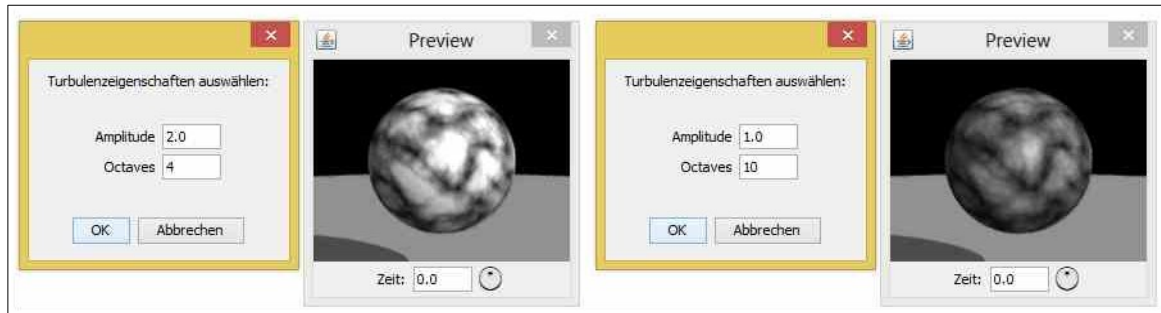 Turbulenzeigenschaften auswählen:
Amplitude 2.0
Octaves 4
OK Abbrechen
Preview
Zeit: 0.0
Turbulenzeigenschaften auswählen:
Amplitude 1.0
Octaves 10
OK Abbrechen
Preview
Zeit: 0.0